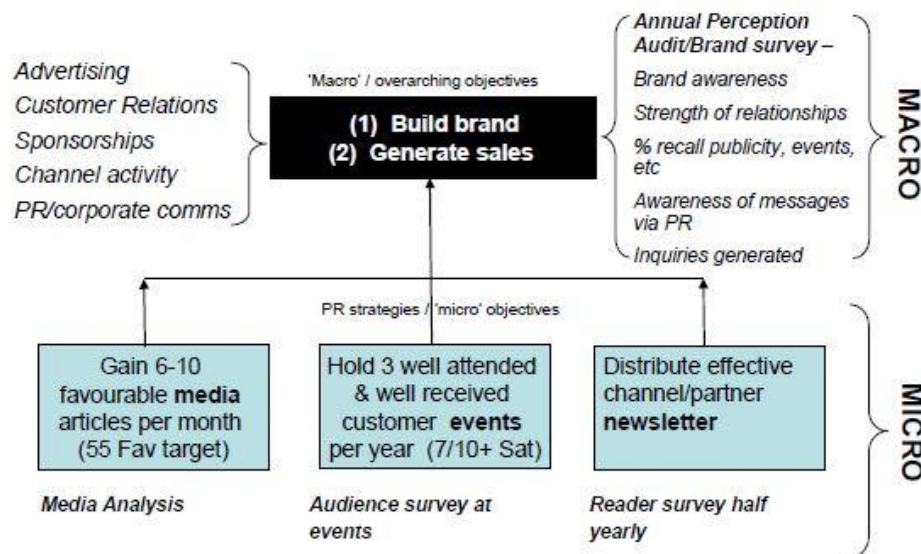 Advertising
Customer Relations
Sponsorships
Channel activity
PR/corporate comms
'Macro' / overarching objectives
(1) Build brand
(2) Generate sales
Annual Perception
Audit/Brand survey –
Brand awareness
Strength of relationships
% recall publicity, events,
etc
Awareness of messages
via PR
Inquiries generated
MACRO
PR strategies / 'micro' objectives
Gain 6-10
favourable media
articles per month
(55 Fav target)
Hold 3 well attended
& well received
customer events
per year (7/10+ Sat)
Distribute effective
channel/partner
newsletter
MICRO
Media Analysis
Audience survey at
events
Reader survey half
yearly